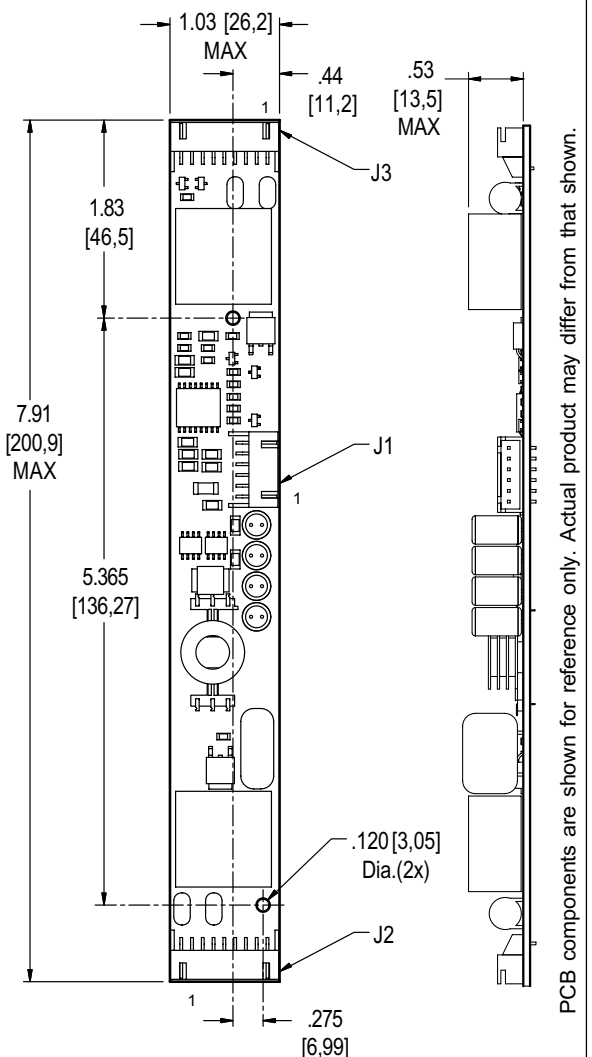 1.03 [26,2]
MAX
.44
[11,2]
.53
[13,5]
MAX
1
J3
1.83
[46,5]
7.91
[200,9]
MAX
J1
1
5.365
[136,27]
.120 [3,05]
Dia.(2x)
J2
1
.275
[6,99]
PCB components are shown for reference only. Actual product may differ from that shown.